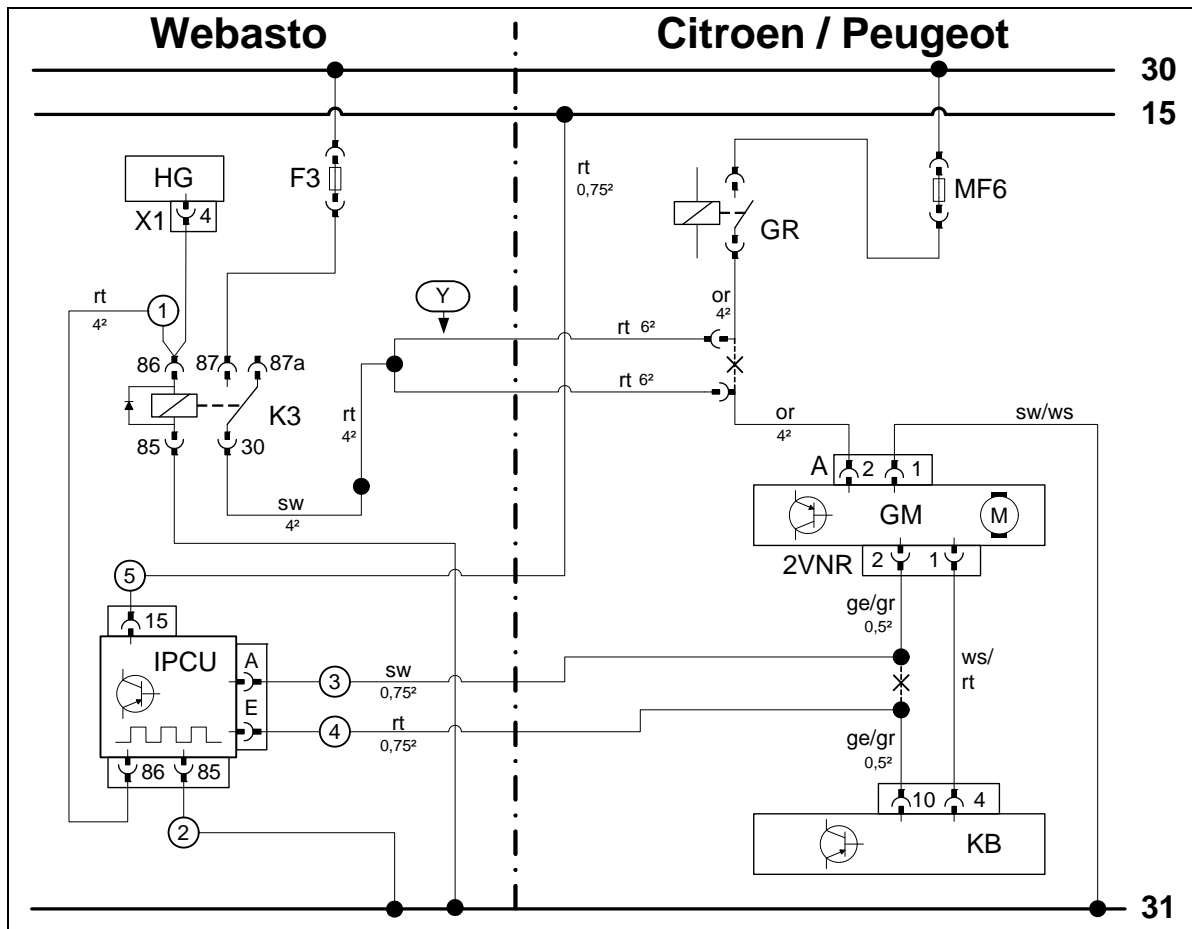 Webasto
Citroen / Peugeot
30
15
HG
X1
4
F3
rt
0,75²
MF6
GR
rt
4²
1
Y
or
4²
rt 6²
86
87
87a
K3
rt 6²
85
30
rt
4²
or
4²
sw/ws
sw
4²
A
2
1
GM
M
2VNR
2
1
5
15
IPCU
A
E
3
sw
0,75²
4
rt
0,75²
ge/gr
0,5²
ws/
rt
ge/gr
0,5²
86
85
2
10
4
KB
31